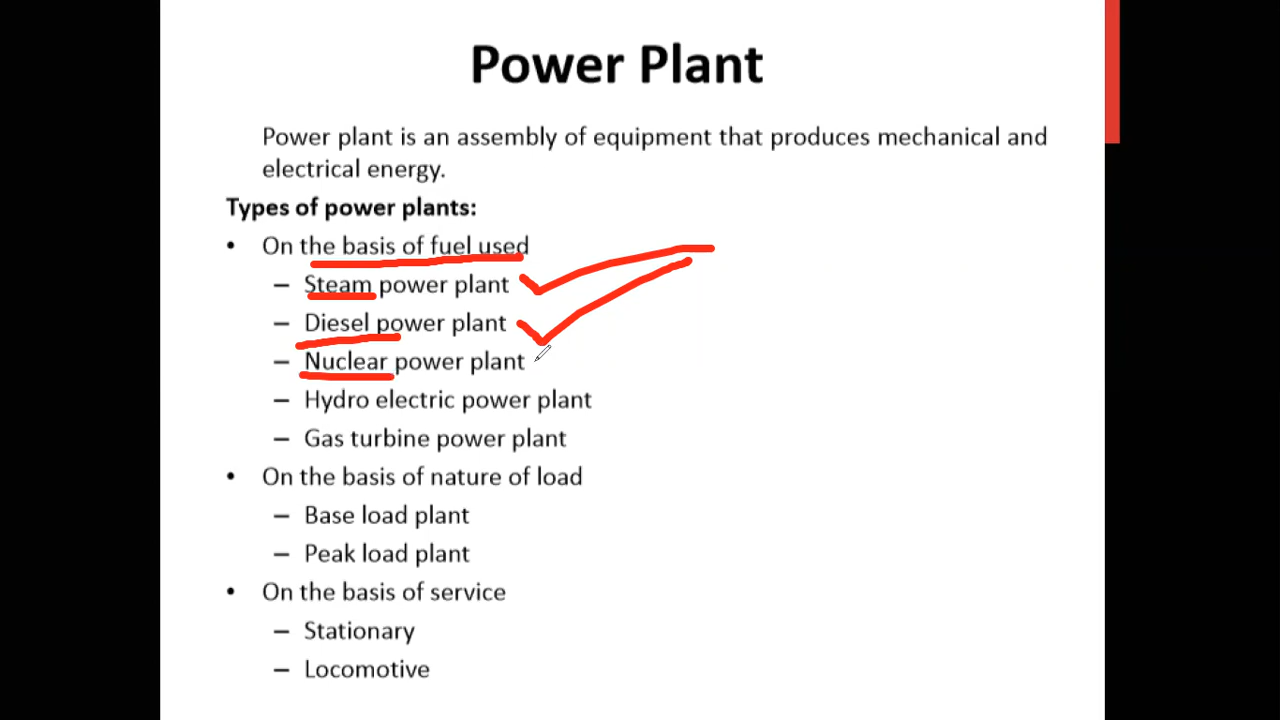 Power Plant
Power plant is an assembly of equipment that produces mechanical and
electrical energy.
Types of power plants:
• On the basis of fuel used
– Steam power plant
– Diesel power plant
– Nuclear power plant
– Hydro electric power plant
– Gas turbine power plant
• On the basis of nature of load
– Base load plant
– Peak load plant
• On the basis of service
– Stationary
– Locomotive